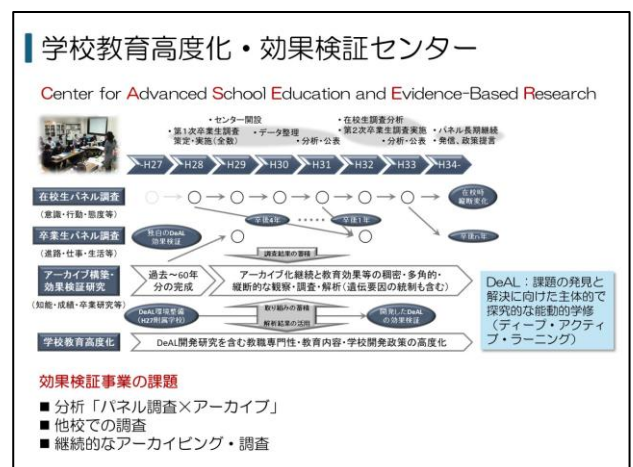 学校教育高度化・効果検証センター
Center for Advanced School Education and Evidence-Based Research
・センター開設
・第1次卒業生調査
策定・実施(全数)
・データ整理
・分析・公表
・在校生調査分析
・第2次卒業生調査実施
・分析・公表
・パネル長期継続
・発信、政策提言
-H27 H28 H29 H30 H31 H32 H33 H34-
在校生パネル調査
(意識・行動・態度等)
在校時
縦断変化
卒後4年
卒後1年
卒業生パネル調査
(進路・仕事・生活等)
独自のDeAL
効果検証
卒後n年
調査結果の蓄積
アーカイブ構築・
効果検証研究
(知能・成績・卒業研究等)
過去～60年
分の完成
アーカイブ化継続と教育効果等の稠密・多角的・
縦断的な観察・調査・解析(遺伝要因の統制も含む)
DeAL環境整備
(H27附属学校)
取り組みの蓄積
解析結果の活用
開発したDeAL
の効果検証
学校教育高度化
DeAL開発研究を含む教職専門性・教育内容・学校開発政策の高度化
DeAL：課題の発見と
解決に向けた主体的で
探究的な能動的学修
（ディープ・アクティ
ブ・ラーニング）
効果検証事業の課題
■ 分析「パネル調査×アーカイブ」
■ 他校での調査
■ 継続的なアーカイビング・調査